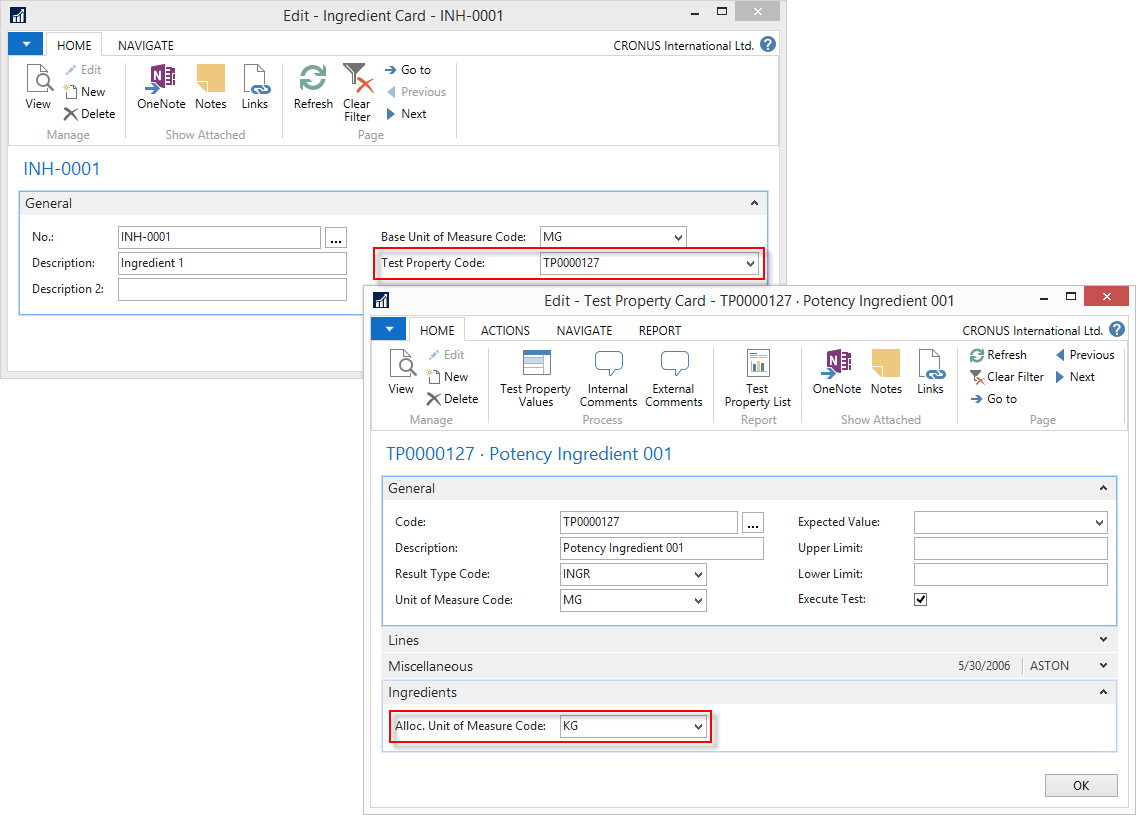 Edit - Ingredient Card - INH-0001
HOME NAVIGATE CRONUS International Ltd. ?
View Edit New Delete
Manage
OneNote Notes Links
Show Attached
Refresh Clear Filter Go to Previous Next
Page
INH-0001
General
No.: INH-0001 ... Base Unit of Measure Code: MG
Description: Ingredient 1 Test Property Code: TP0000127
Description 2:
Edit - Test Property Card - TP0000127 · Potency Ingredient 001
HOME ACTIONS NAVIGATE REPORT CRONUS International Ltd. ?
View Edit New Delete
Manage
Test Property Values Internal Comments External Comments
Process
Test Property List
Report
OneNote Notes Links
Show Attached
Refresh Clear Filter Go to Previous Next
Page
TP0000127 · Potency Ingredient 001
General
Code: TP0000127 ... Expected Value:
Description: Potency Ingredient 001 Upper Limit:
Result Type Code: INGR Lower Limit:
Unit of Measure Code: MG Execute Test:
Lines
Miscellaneous 5/30/2006 ASTON
Ingredients
Alloc. Unit of Measure Code: KG
OK